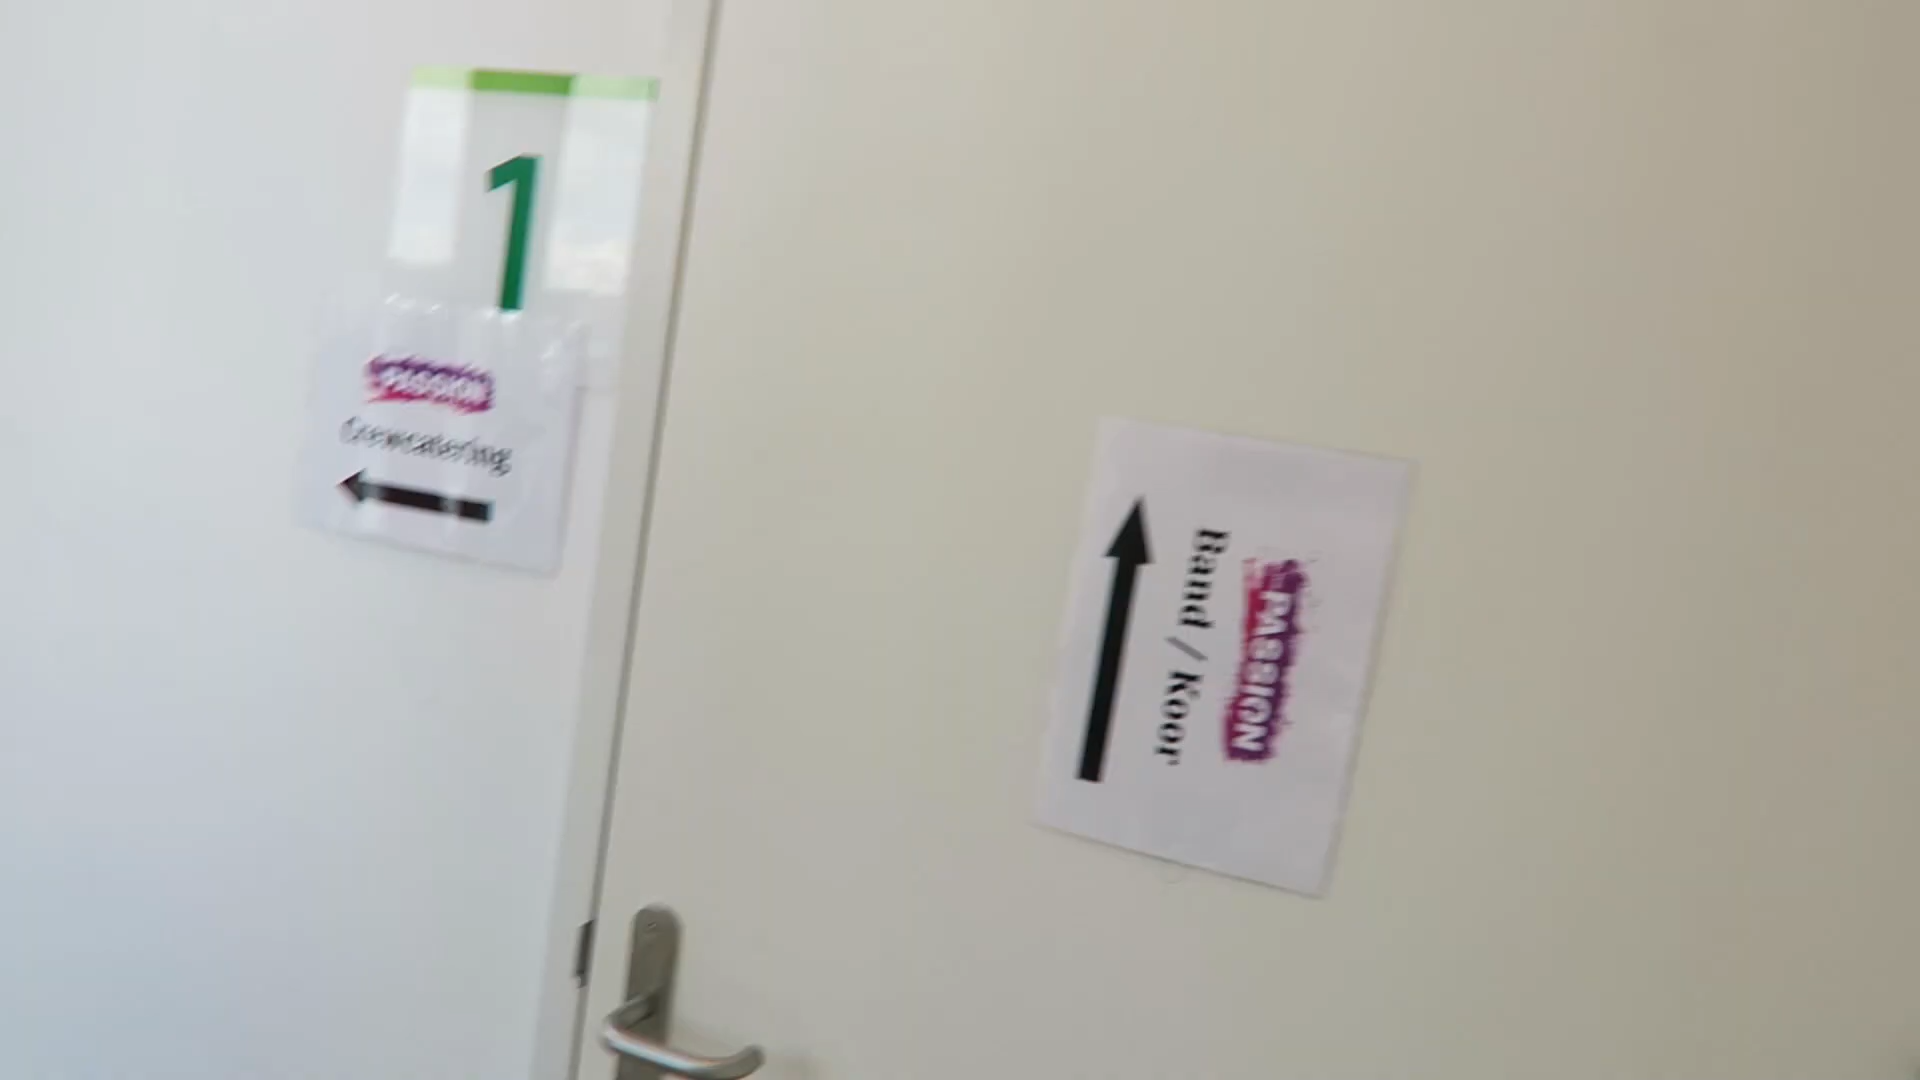 1
PASSION
Crewcatering
PASSION
Band / Koor